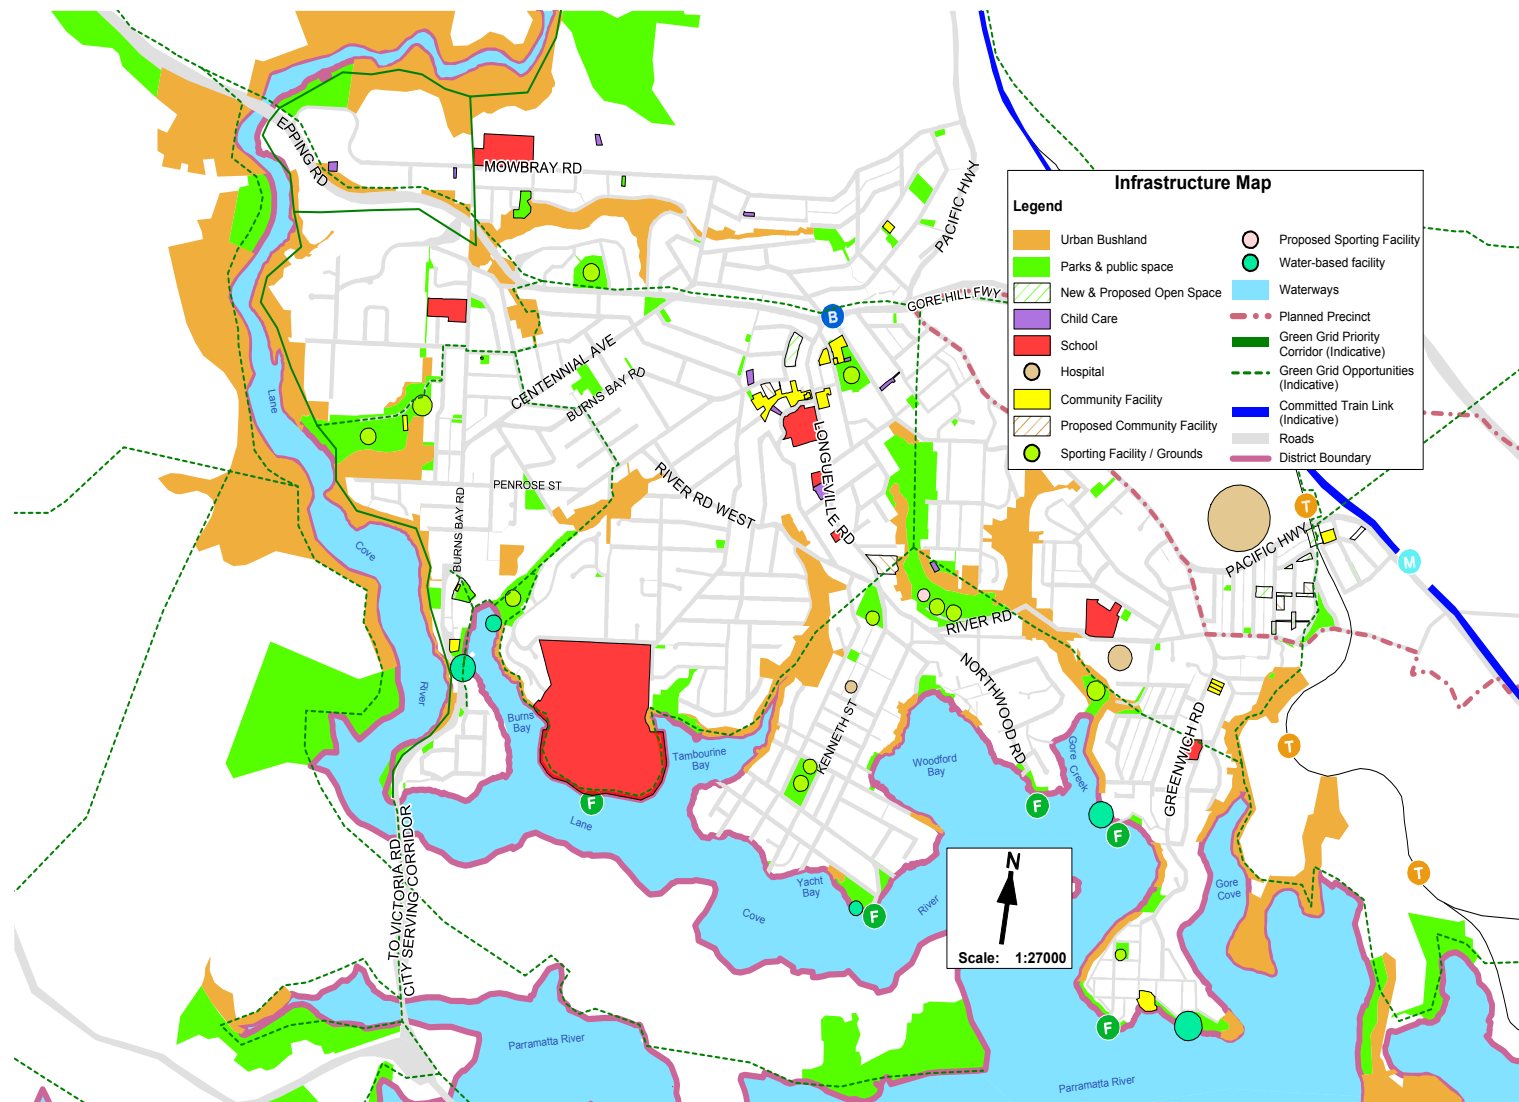 EPPING RD
MOWBRAY RD
PACIFIC HWY
GORE HILL FWY
B
Infrastructure Map
Legend
Urban Bushland
Parks & public space
New & Proposed Open Space
Child Care
School
Hospital
Community Facility
Proposed Community Facility
Sporting Facility / Grounds
Proposed Sporting Facility
Water-based facility
Waterways
Planned Precinct
Green Grid Priority
Corridor (Indicative)
Green Grid Opportunities
(Indicative)
Committed Train Link
(Indicative)
Roads
District Boundary
CENTENNIAL AVE
BURNS BAY RD
Lane
LONGUEVILLE RD
RIVER RD WEST
PENROSE ST
BURNS BAY RD
Cove
T
PACIFIC HWY
M
RIVER RD
NORTHWOOD RD
River
Burns
Bay
KENNETH ST
GREENWICH RD
Tambourine
Bay
Woodford
Bay
Gore Creek
T
F
F
F
Lane
TO VICTORIA RD
CITY SERVING CORRIDOR
Yacht
Bay
Cove
F
River
N
Scale: 1:27000
Gore
Cove
T
F
Parramatta River
Parramatta River